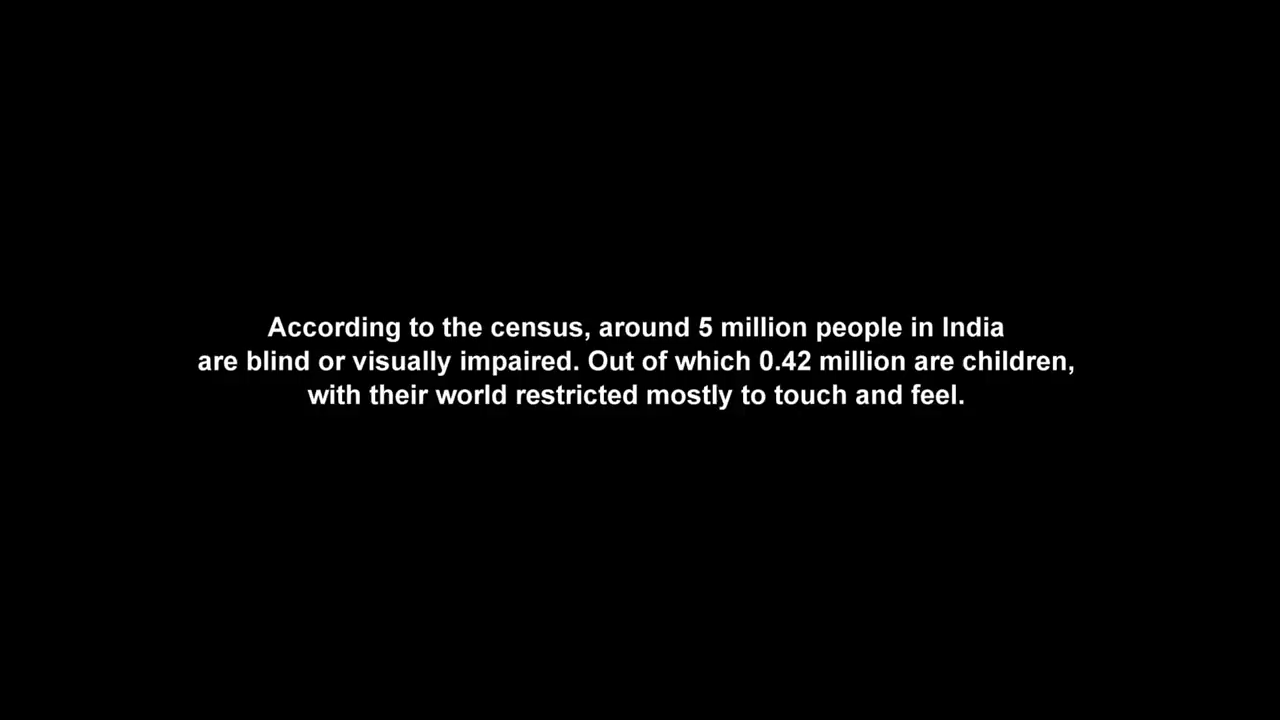 According to the census, around 5 million people in India
are blind or visually impaired. Out of which 0.42 million are children,
with their world restricted mostly to touch and feel.